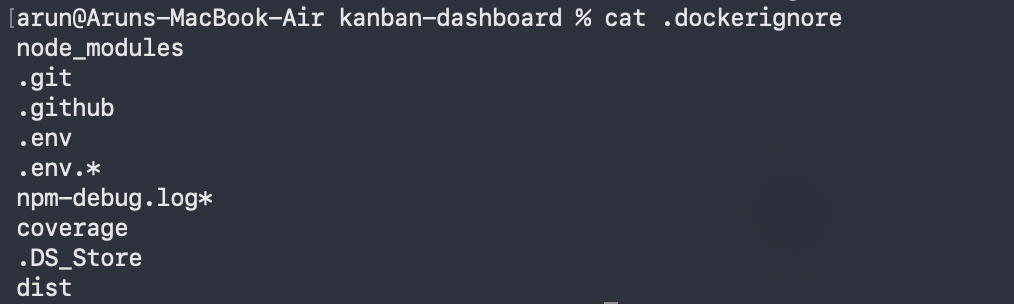 [arun@Aruns-MacBook-Air kanban-dashboard % cat .dockerignore
node_modules
.git
.github
.env
.env.*
npm-debug.log*
coverage
.DS_Store
dist